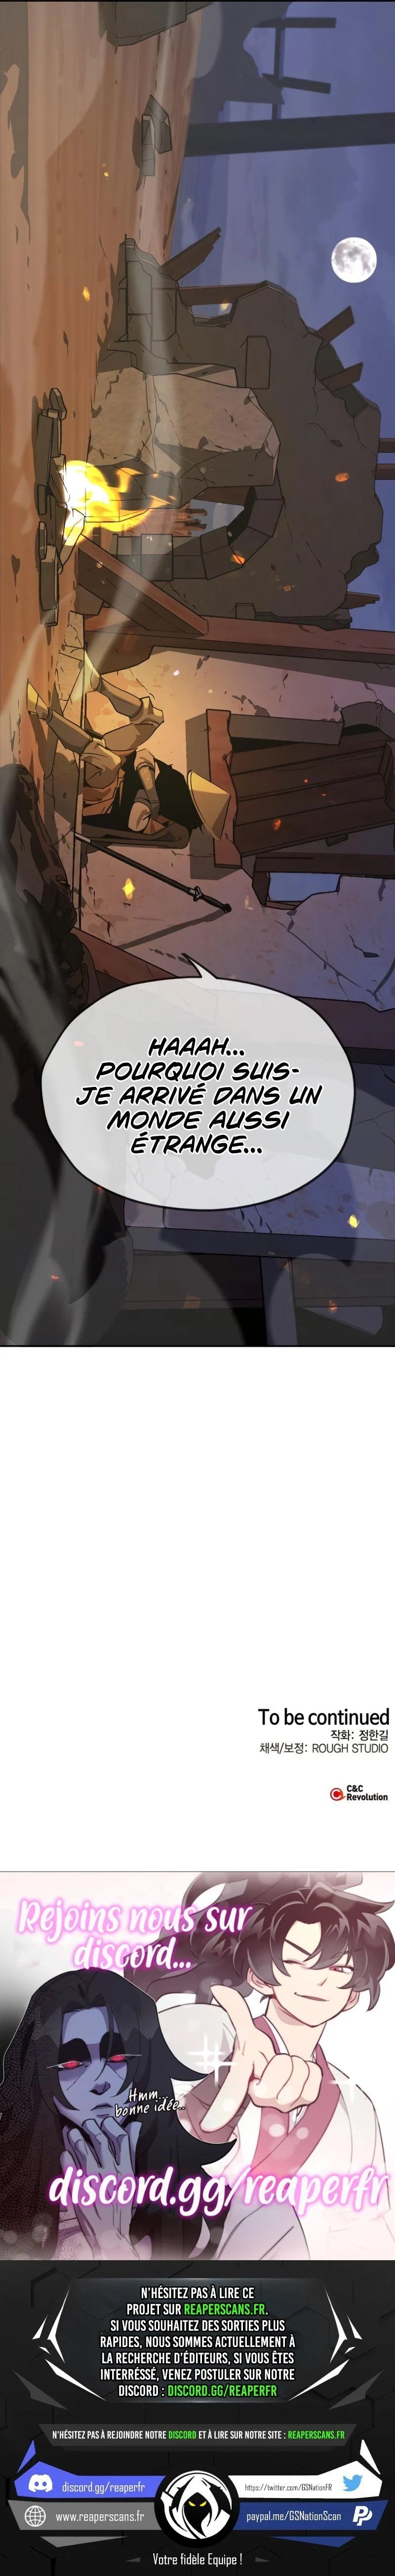 HAAAH...
POURQUOI SUIS-
JE ARRIVÉ DANS UN
MONDE AUSSI
ÉTRANGE...
To be continued
작화: 정한길
채색/보정: ROUGH STUDIO
C&C
Revolution
Rejoins nous sur
discord...
Hmm...
bonne idée...
discord.gg/reaperfr
N'HÉSITEZ PAS À LIRE CE
PROJET SUR REAPERSCANS.FR.
SI VOUS SOUHAITEZ DES SORTIES PLUS
RAPIDES, NOUS SOMMES ACTUELLEMENT À
LA RECHERCHE D'ÉDITEURS, SI VOUS ÊTES
INTERRÉSSÉ, VENEZ POSTULER SUR NOTRE
DISCORD : DISCORD.GG/REAPERFR
N'HÉSITEZ PAS À REJOINDRE NOTRE DISCORD ET À LIRE SUR NOTRE SITE : REAPERSCANS.FR
discord.gg/reaperfr
https://twitter.com/GSNationFR
www.reaperscans.fr
paypal.me/GSNationScan
Votre fidèle Equipe !